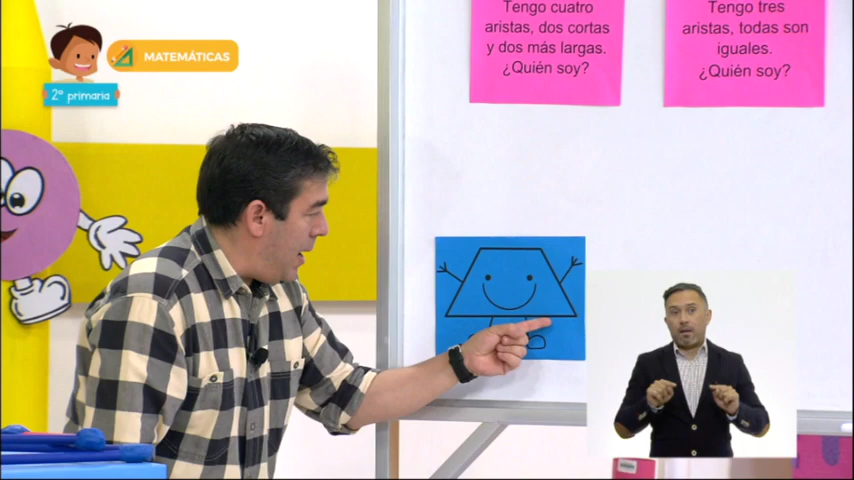 MATEMÁTICAS
2° primaria
Tengo cuatro
aristas, dos cortas
y dos más largas.
¿Quién soy?
Tengo tres
aristas, todas son
iguales.
¿Quién soy?